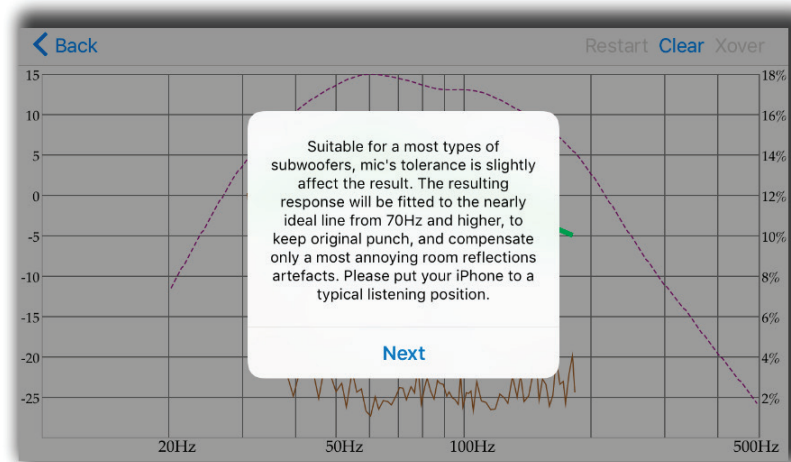 Back
Restart Clear Xover
15 18%
10 16%
5 14%
0 12%
-5 10%
-10 8%
-15 6%
-20 4%
-25 2%
Suitable for a most types of
subwoofers, mic's tolerance is slightly
affect the result. The resulting
response will be fitted to the nearly
ideal line from 70Hz and higher, to
keep original punch, and compensate
only a most annoying room reflections
artefacts. Please put your iPhone to a
typical listening position.
Next
20Hz 50Hz 100Hz 500Hz